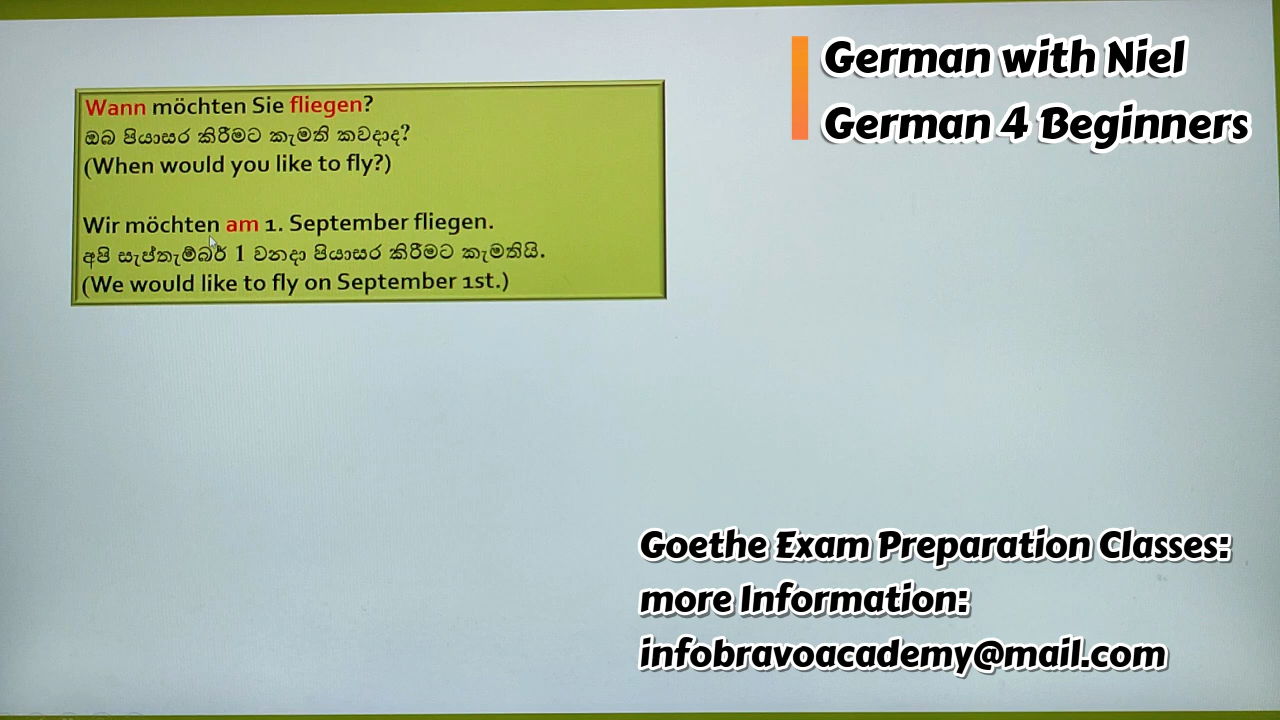 German with Niel
German 4 Beginners
Wann möchten Sie fliegen?
ඔබ පියාසර කිරීමට කැමති කවදාද?
(When would you like to fly?)
Wir möchten am 1. September fliegen.
අපි සැප්තැම්බර් 1 වනදා පියාසර කිරීමට කැමතියි.
(We would like to fly on September 1st.)
Goethe Exam Preparation Classes:
more Information:
infobravoacademy@mail.com